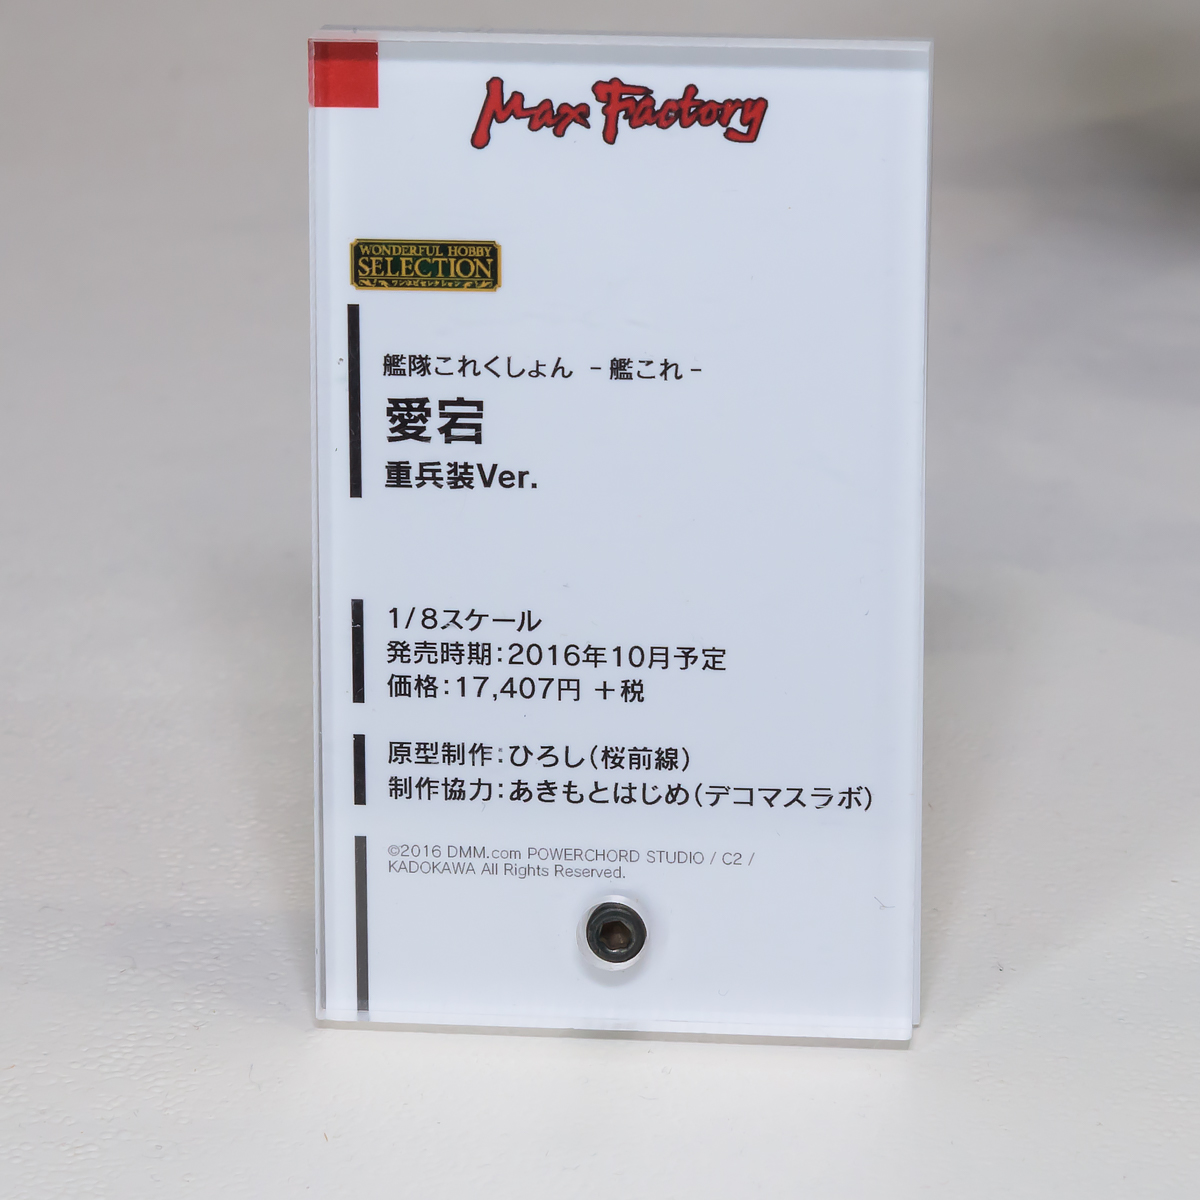 Max Factory
WONDERFUL HOBBY
SELECTION
ワンホビセレクション
艦隊これくしょん -艦これ-
愛宕
重兵装Ver.
1/8スケール
発売時期:2016年10月予定
価格:17,407円 +税
原型制作:ひろし(桜前線)
制作協力:あきもとはじめ(デコマスラボ)
©2016 DMM.com POWERCHORD STUDIO / C2 /
KADOKAWA All Rights Reserved.